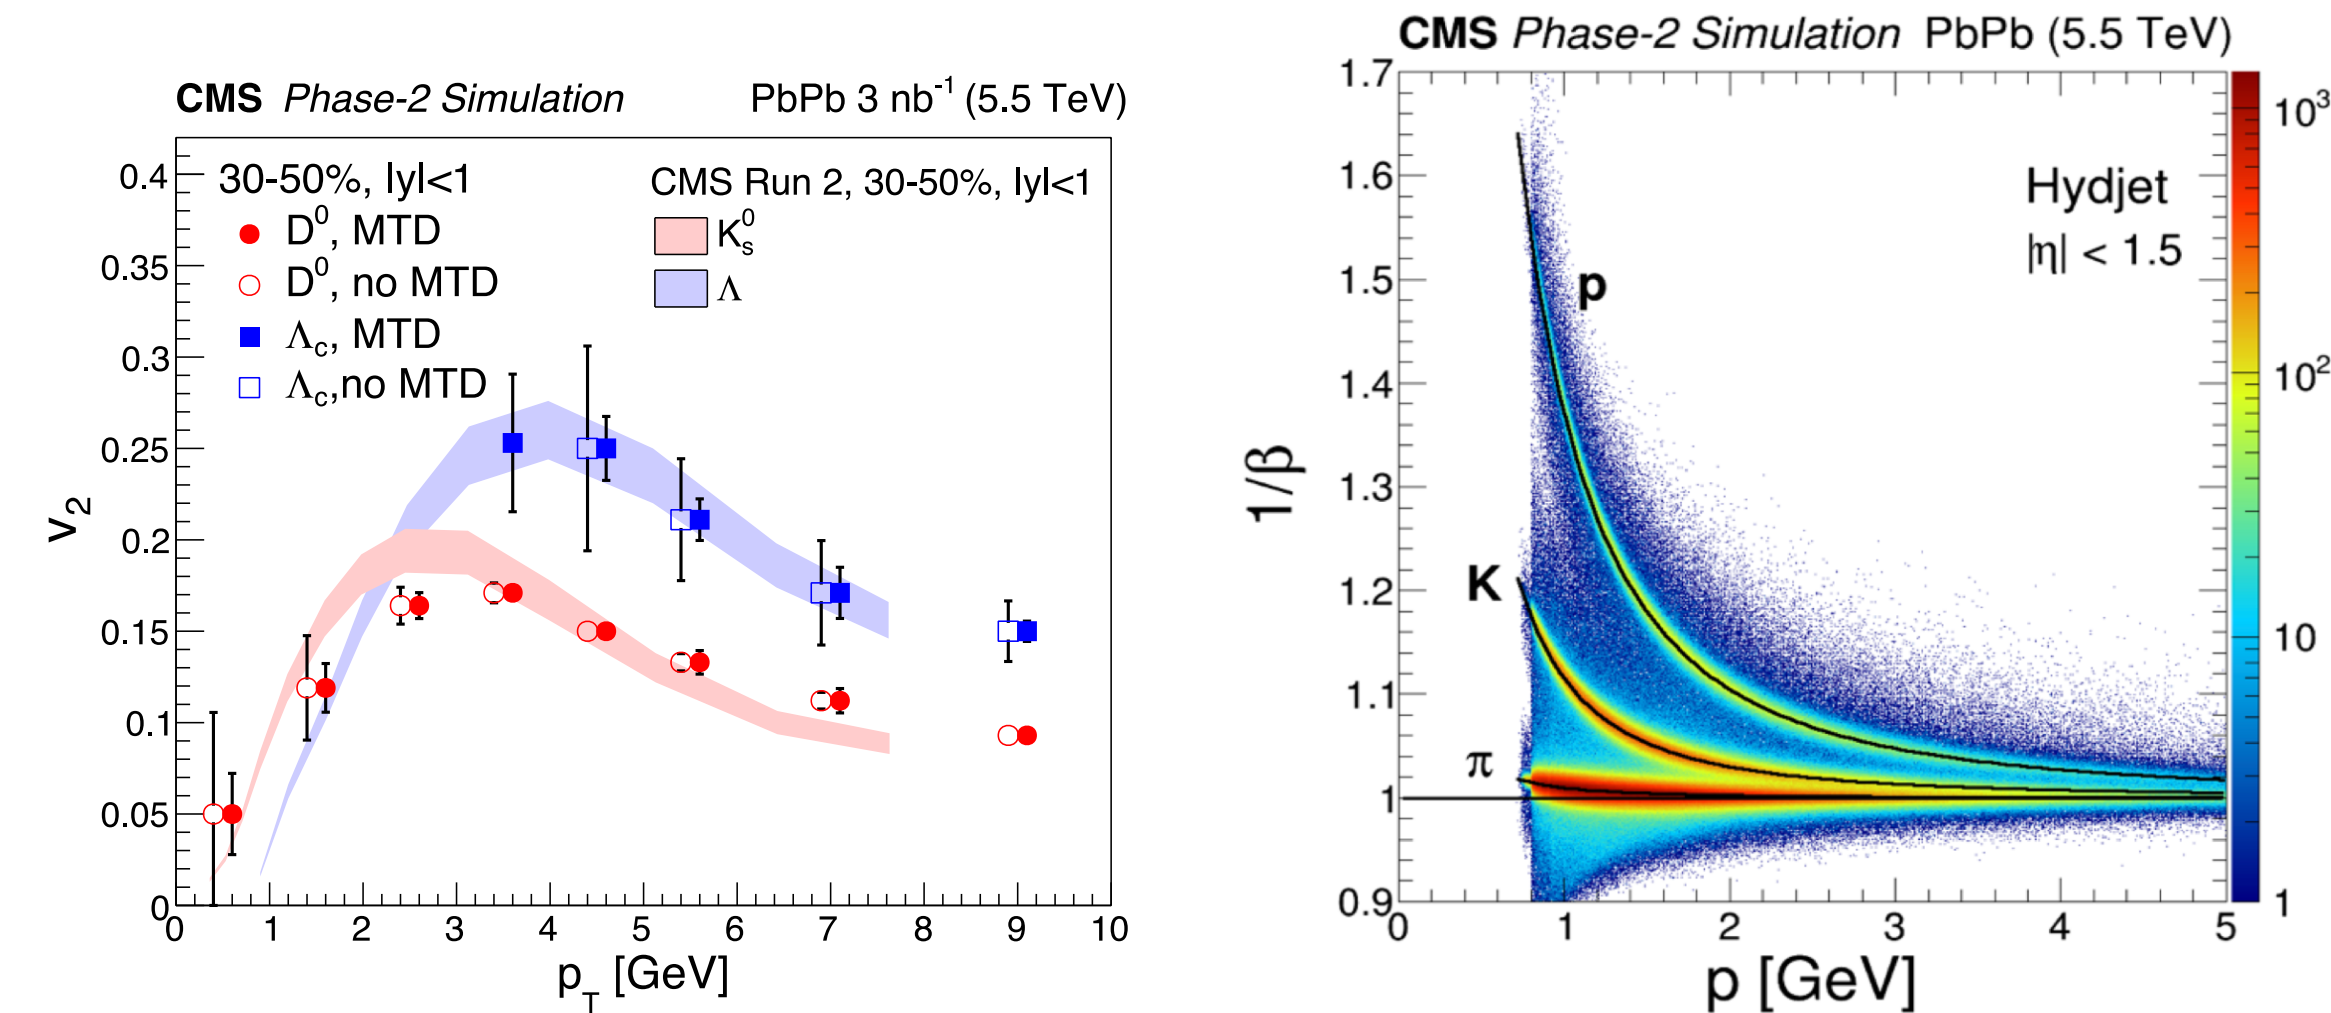 CMS Phase-2 Simulation PbPb 3 nb⁻¹ (5.5 TeV)
30-50%, |y|<1
D⁰, MTD
D⁰, no MTD
Λc, MTD
Λc,no MTD
CMS Run 2, 30-50%, |y|<1
K⁰s
Λ
v₂
0.4
0.35
0.3
0.25
0.2
0.15
0.1
0.05
0
0 1 2 3 4 5 6 7 8 9 10
pT [GeV]
CMS Phase-2 Simulation PbPb (5.5 TeV)
Hydjet
|η| < 1.5
p
K
π
1/β
1.7
1.6
1.5
1.4
1.3
1.2
1.1
1
0.9
0 1 2 3 4 5
p [GeV]
10³
10²
10
1